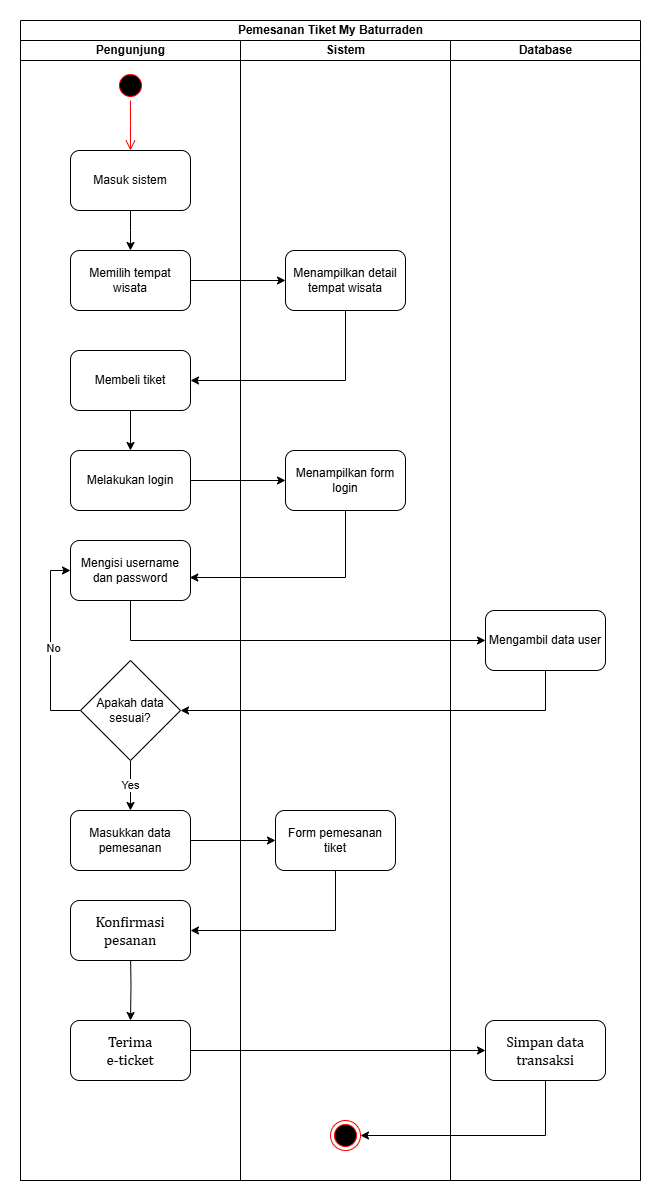 Pemesanan Tiket My Baturraden
Pengunjung
Sistem
Database
Masuk sistem
Memilih tempat
wisata
Menampilkan detail
tempat wisata
Membeli tiket
Melakukan login
Menampilkan form
login
Mengisi username
dan password
Mengambil data user
No
Apakah data
sesuai?
Yes
Masukkan data
pemesanan
Form pemesanan
tiket
Konfirmasi
pesanan
Terima
e-ticket
Simpan data
transaksi